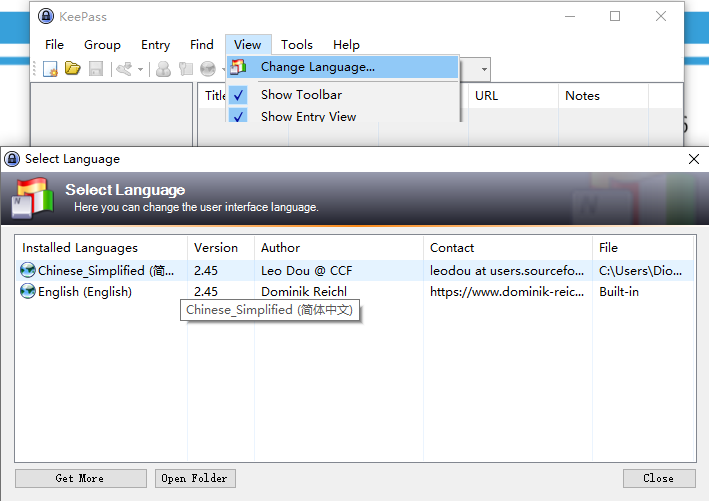 KeePass
File Group Entry Find View Tools Help
Change Language...
Title URL Notes
Show Toolbar
Show Entry View
Select Language
Select Language
Here you can change the user interface language.
Installed Languages Version Author Contact File
Chinese_Simplified (简... 2.45 Leo Dou @ CCF leodou at users.sourcefo... C:\Users\Dio...
English (English) 2.45 Dominik Reichl https://www.dominik-reic... Built-in
Chinese_Simplified (简体中文)
Get More Open Folder Close